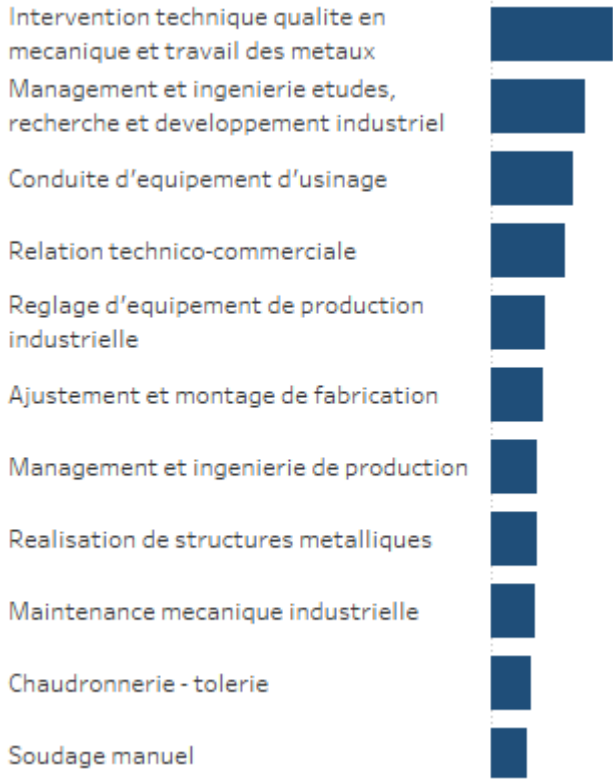 Intervention technique qualite en
mecanique et travail des metaux
Management et ingenierie etudes,
recherche et developpement industriel
Conduite d'equipement d'usinage
Relation technico-commerciale
Reglage d'equipement de production
industrielle
Ajustement et montage de fabrication
Management et ingenierie de production
Realisation de structures metalliques
Maintenance mecanique industrielle
Chaudronnerie - tolerie
Soudage manuel